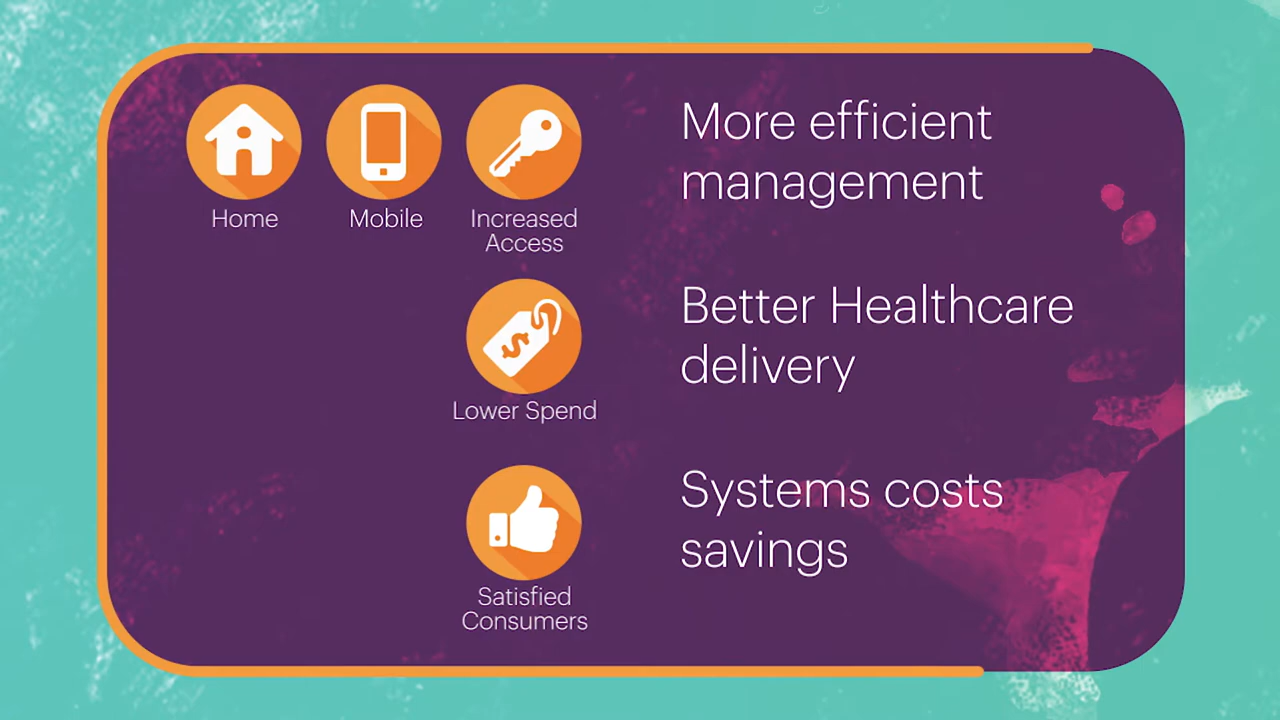 Home
Mobile
Increased
Access
More efficient
management
$
Lower Spend
Better Healthcare
delivery
Satisfied
Consumers
Systems costs
savings